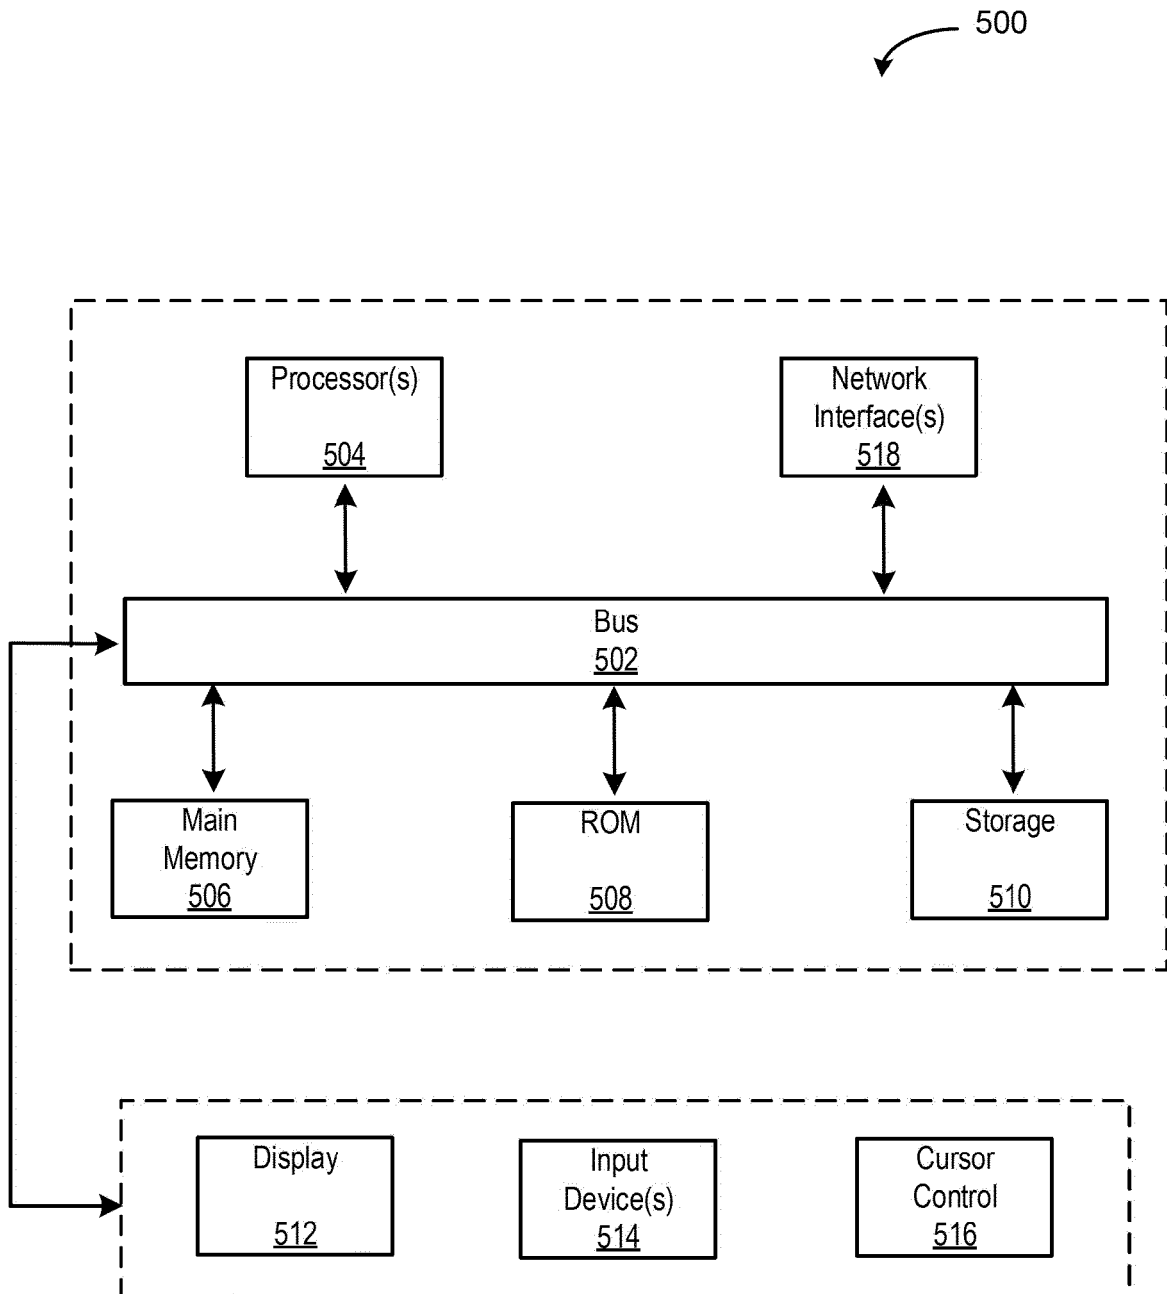 500
Processor(s)
504
Network
Interface(s)
518
Bus
502
Main
Memory
506
ROM
508
Storage
510
Display
512
Input
Device(s)
514
Cursor
Control
516